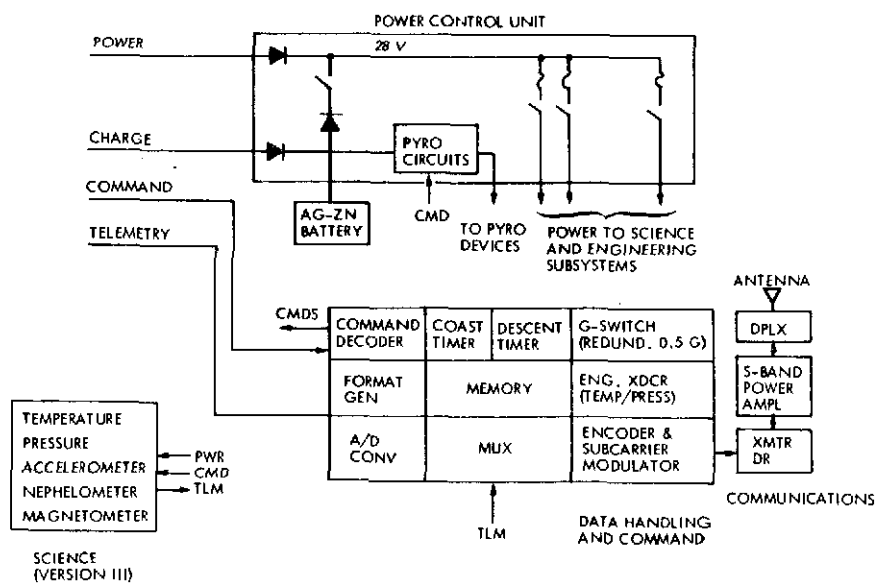 POWER CONTROL UNIT
POWER
28 V
CHARGE
PYRO
CIRCUITS
COMMAND
AG-ZN
BATTERY
CMD
TO PYRO
DEVICES
POWER TO SCIENCE
AND ENGINEERING
SUBSYSTEMS
TELEMETRY
ANTENNA
CMDS
COMMAND
DECODER
COAST
TIMER
DESCENT
TIMER
G-SWITCH
(REDUND. 0.5 G)
DPLX
FORMAT
GEN
MEMORY
ENG. XDCR
(TEMP/PRESS)
S-BAND
POWER
AMPL
A/D
CONV
MUX
ENCODER &
SUBCARRIER
MODULATOR
XMTR
DR
COMMUNICATIONS
TEMPERATURE
PRESSURE
ACCELEROMETER
NEPHELOMETER
MAGNETOMETER
PWR
CMD
TLM
TLM
DATA HANDLING
AND COMMAND
SCIENCE
(VERSION III)